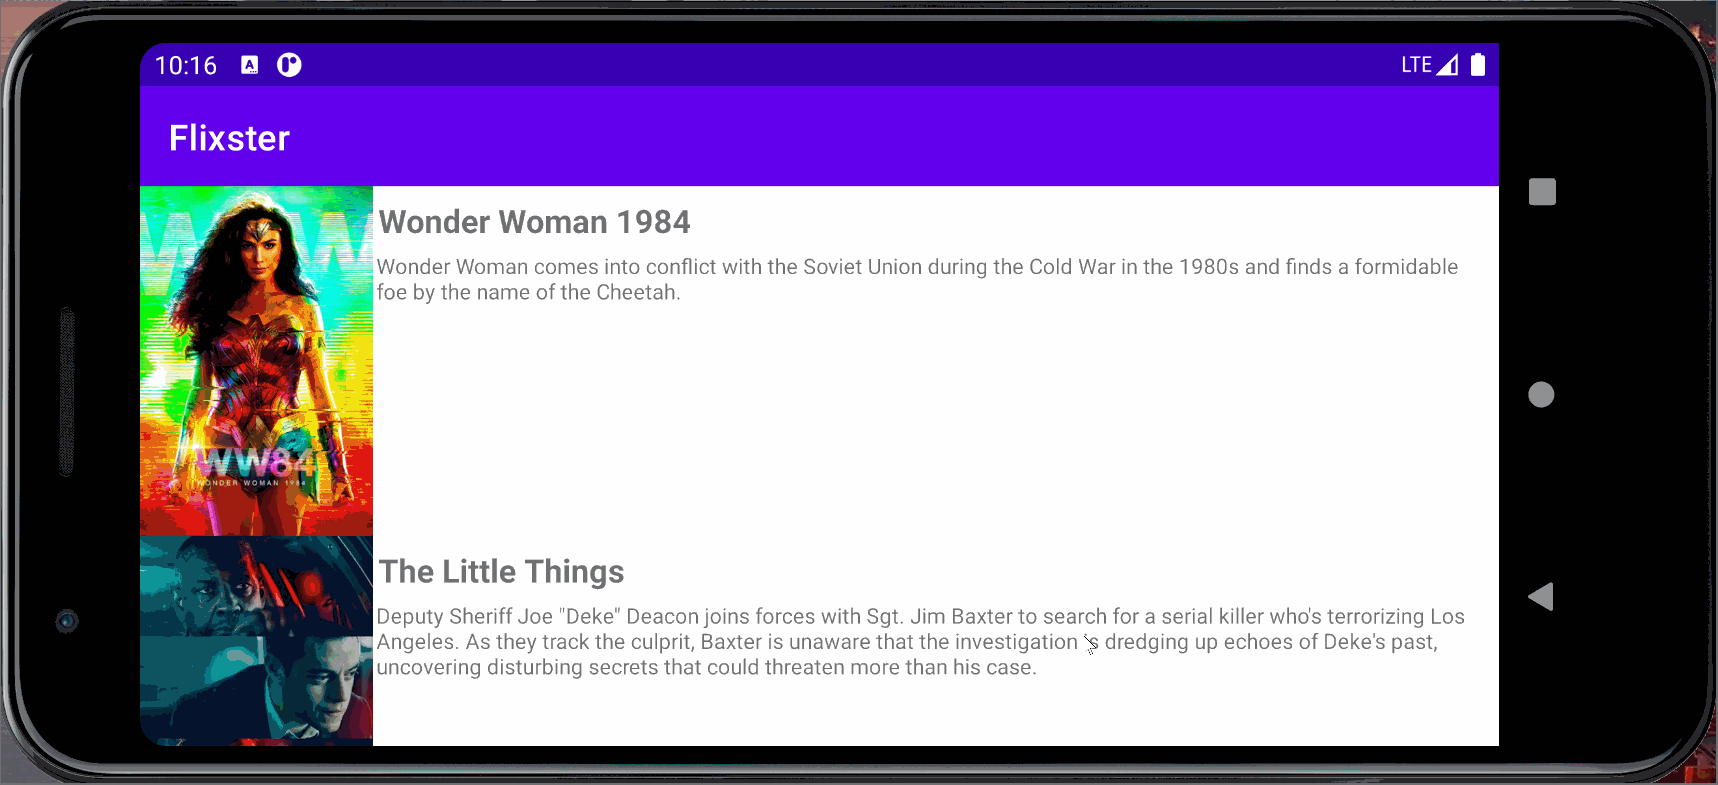 10:16 A LTE
Flixster
WW
Wonder Woman 1984
Wonder Woman comes into conflict with the Soviet Union during the Cold War in the 1980s and finds a formidable
foe by the name of the Cheetah.
WW84
WONDER WOMAN 1984
The Little Things
Deputy Sheriff Joe "Deke" Deacon joins forces with Sgt. Jim Baxter to search for a serial killer who's terrorizing Los
Angeles. As they track the culprit, Baxter is unaware that the investigation is dredging up echoes of Deke's past,
uncovering disturbing secrets that could threaten more than his case.